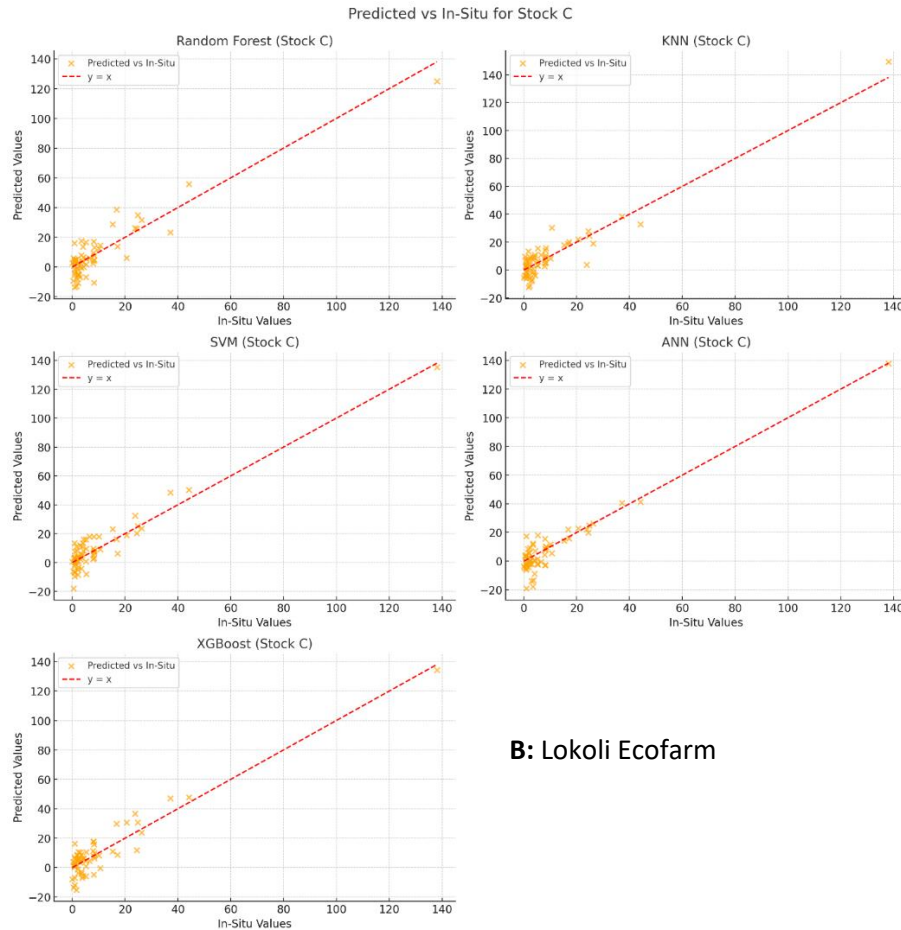 Predicted vs In-Situ for Stock C
Random Forest (Stock C)
Predicted vs In-Situ
y = x
Predicted Values
140
120
100
80
60
40
20
0
−20
0 20 40 60 80 100 120 140
In-Situ Values
KNN (Stock C)
Predicted vs In-Situ
y = x
Predicted Values
140
120
100
80
60
40
20
0
−20
0 20 40 60 80 100 120 140
In-Situ Values
SVM (Stock C)
Predicted vs In-Situ
y = x
Predicted Values
140
120
100
80
60
40
20
0
−20
0 20 40 60 80 100 120 140
In-Situ Values
ANN (Stock C)
Predicted vs In-Situ
y = x
Predicted Values
140
120
100
80
60
40
20
0
−20
0 20 40 60 80 100 120 140
In-Situ Values
XGBoost (Stock C)
Predicted vs In-Situ
y = x
Predicted Values
140
120
100
80
60
40
20
0
−20
0 20 40 60 80 100 120 140
In-Situ Values
B: Lokoli Ecofarm